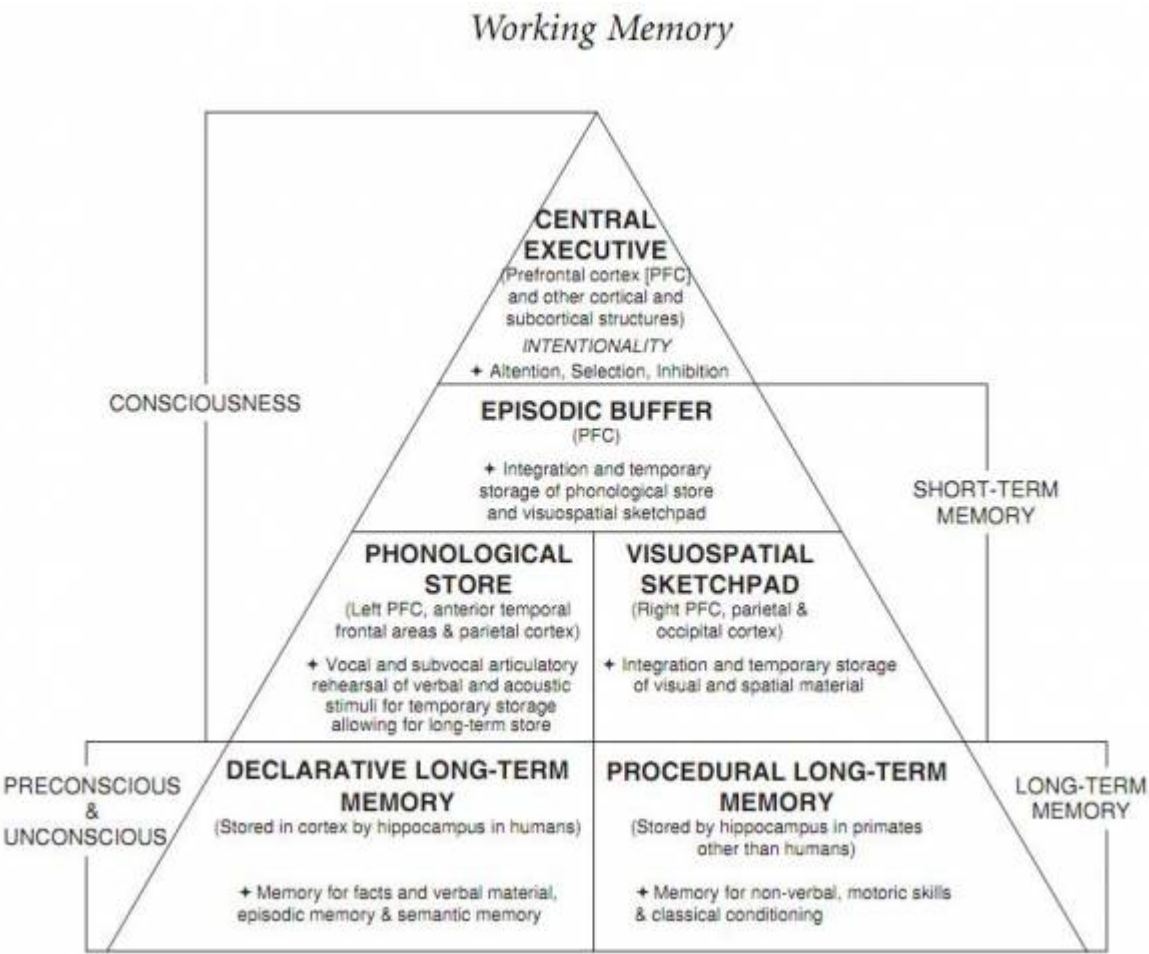 Working Memory
CENTRAL
EXECUTIVE
(Prefrontal cortex [PFC]
and other cortical and
subcortical structures)
INTENTIONALITY
✦ Altention, Selection, Inhibition
CONSCIOUSNESS
EPISODIC BUFFER
(PFC)
✦ Integration and temporary
storage of phonological store
and visuospatial sketchpad
SHORT-TERM
MEMORY
PHONOLOGICAL
STORE
(Left PFC, anterior temporal
frontal areas & parietal cortex)
✦ Vocal and subvocal articulatory
rehearsal of verbal and acoustic
stimuli for temporary storage
allowing for long-term store
VISUOSPATIAL
SKETCHPAD
(Right PFC, parietal &
occipital cortex)
✦ Integration and temporary storage
of visual and spatial material
PRECONSCIOUS
&
UNCONSCIOUS
DECLARATIVE LONG-TERM
MEMORY
(Stored in cortex by hippocampus in humans)
✦ Memory for facts and verbal material,
episodic memory & semantic memory
PROCEDURAL LONG-TERM
MEMORY
(Stored by hippocampus in primates
other than humans)
✦ Memory for non-verbal, motoric skills
& classical conditioning
LONG-TERM
MEMORY